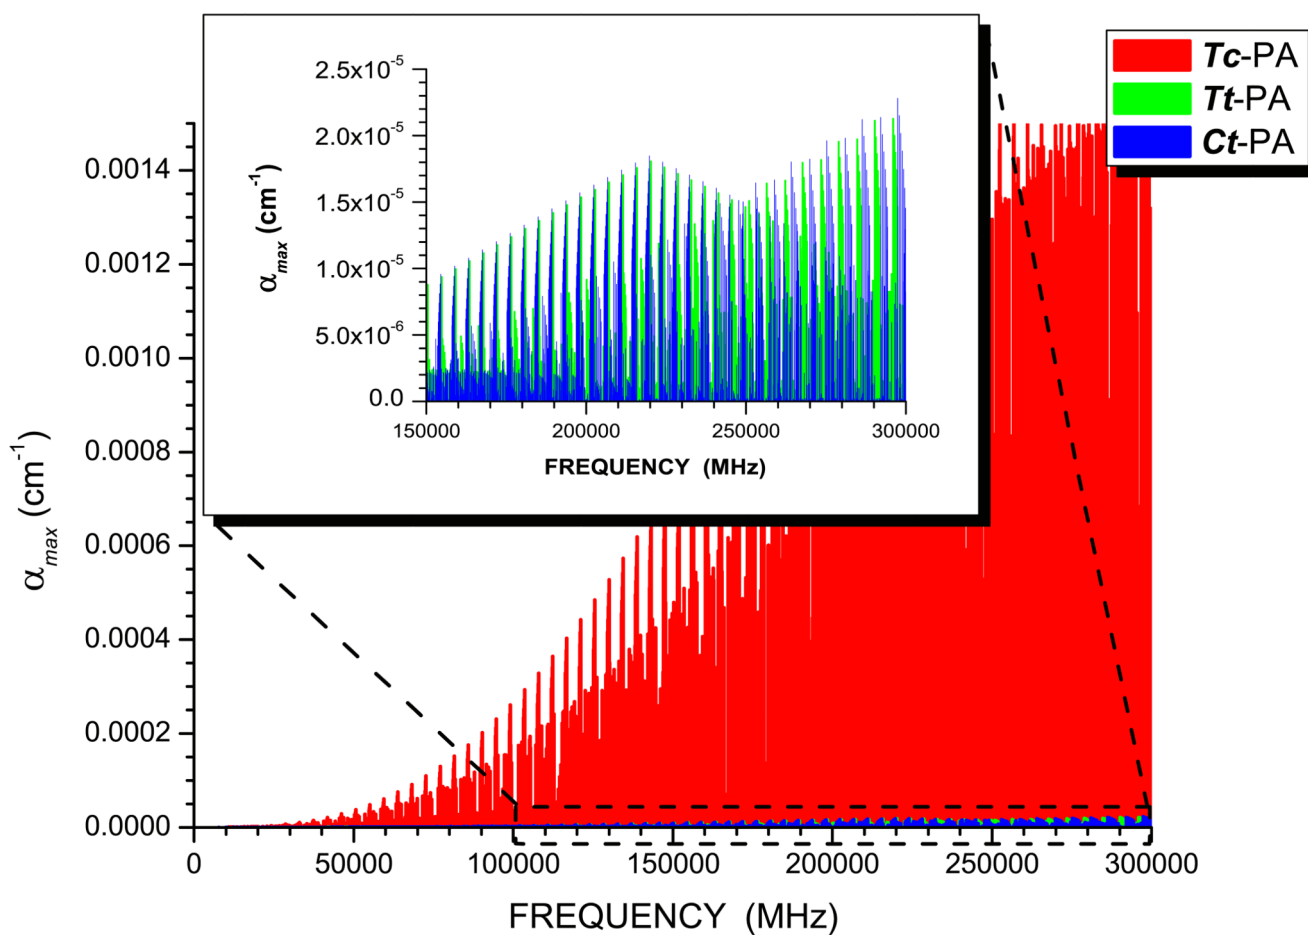 Tc-PA
Tt-PA
Ct-PA
2.5x10⁻⁵
2.0x10⁻⁵
1.5x10⁻⁵
1.0x10⁻⁵
5.0x10⁻⁶
0.0
αmax (cm⁻¹)
150000 200000 250000 300000
FREQUENCY (MHz)
0.0014
0.0012
0.0010
0.0008
0.0006
0.0004
0.0002
0.0000
αmax (cm⁻¹)
0 50000 100000 150000 200000 250000 300000
FREQUENCY (MHz)